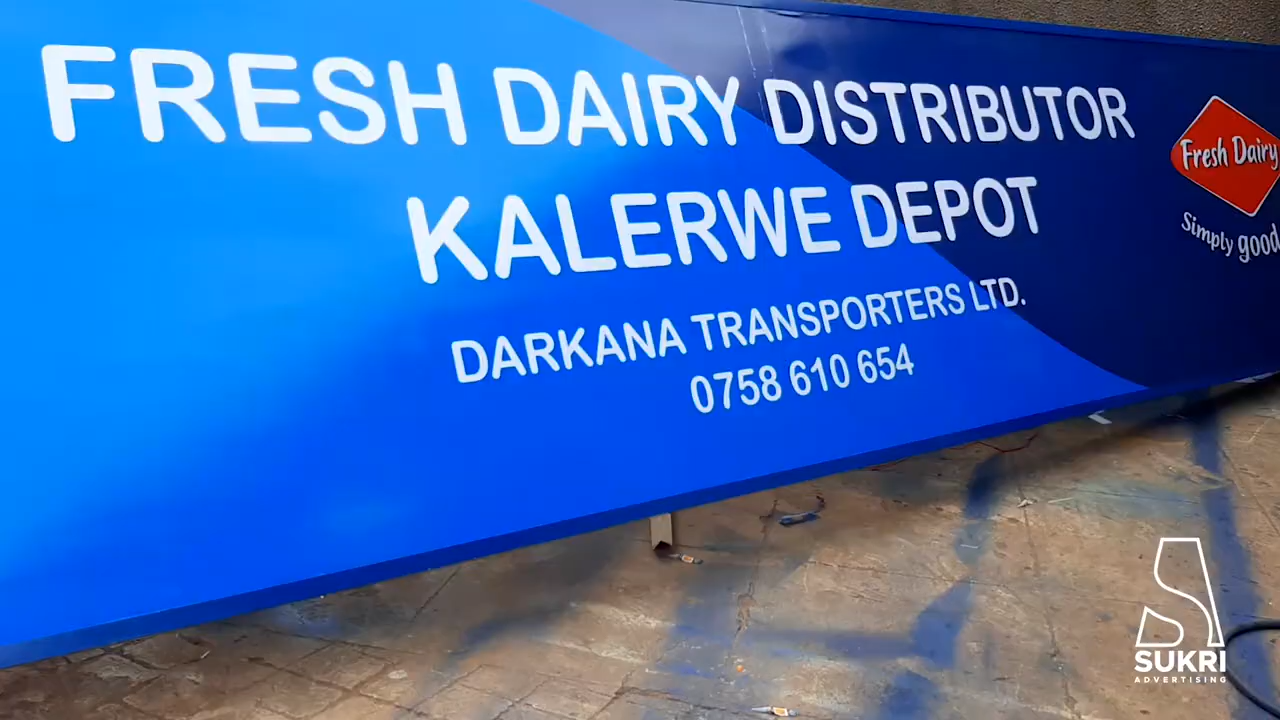 FRESH DAIRY DISTRIBUTOR
KALERWE DEPOT
DARKANA TRANSPORTERS LTD.
0758 610 654
Fresh Dairy
Simply good
SUKRI
ADVERTISING